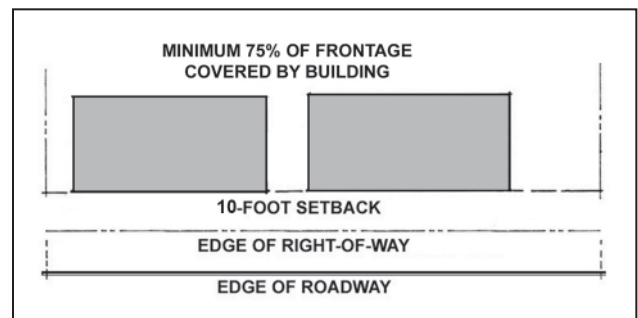 MINIMUM 75% OF FRONTAGE
COVERED BY BUILDING
10-FOOT SETBACK
EDGE OF RIGHT-OF-WAY
EDGE OF ROADWAY